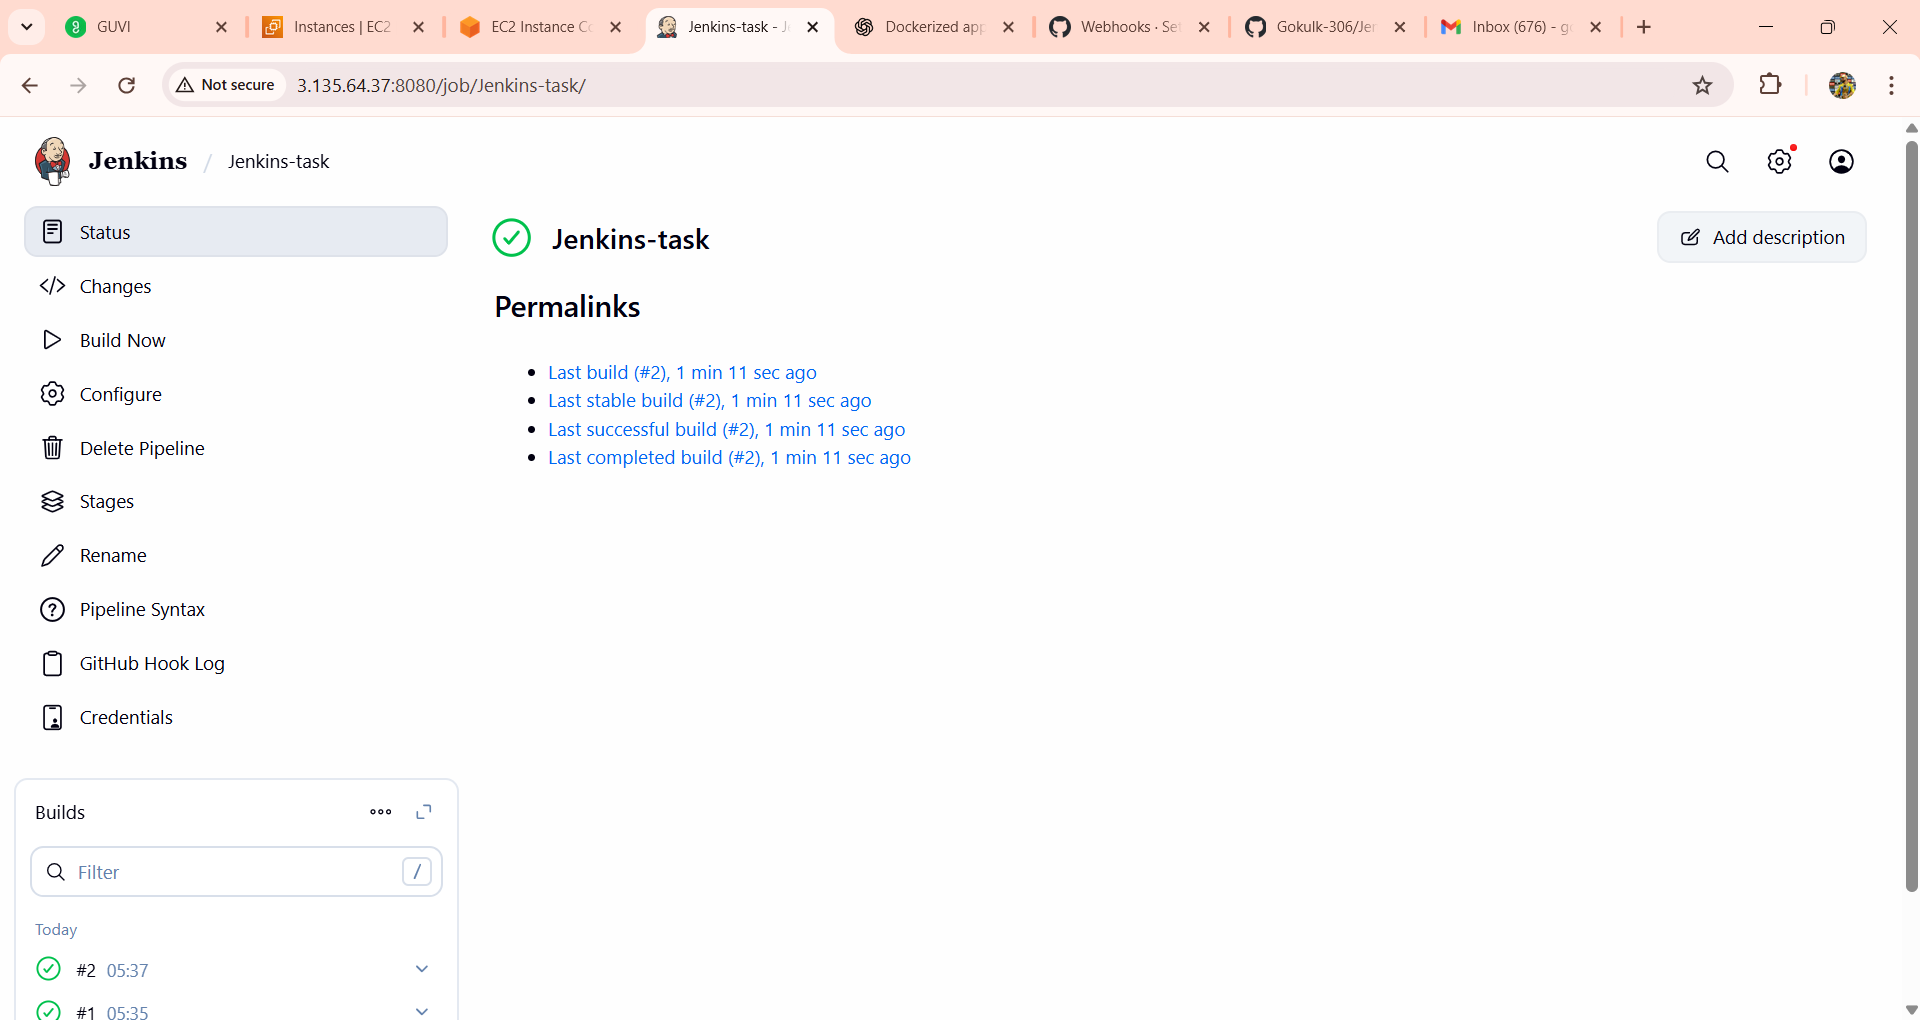 GUVI
Instances | EC2
EC2 Instance Co
Jenkins-task - J
Dockerized app
Webhooks · Set
Gokulk-306/Jen
Inbox (676) - go
Not secure
3.135.64.37:8080/job/Jenkins-task/
Jenkins / Jenkins-task
Status
Changes
Build Now
Configure
Delete Pipeline
Stages
Rename
Pipeline Syntax
GitHub Hook Log
Credentials
Builds
Filter
/
Today
#2 05:37
#1 05:35
Jenkins-task
Add description
Permalinks
Last build (#2), 1 min 11 sec ago
Last stable build (#2), 1 min 11 sec ago
Last successful build (#2), 1 min 11 sec ago
Last completed build (#2), 1 min 11 sec ago